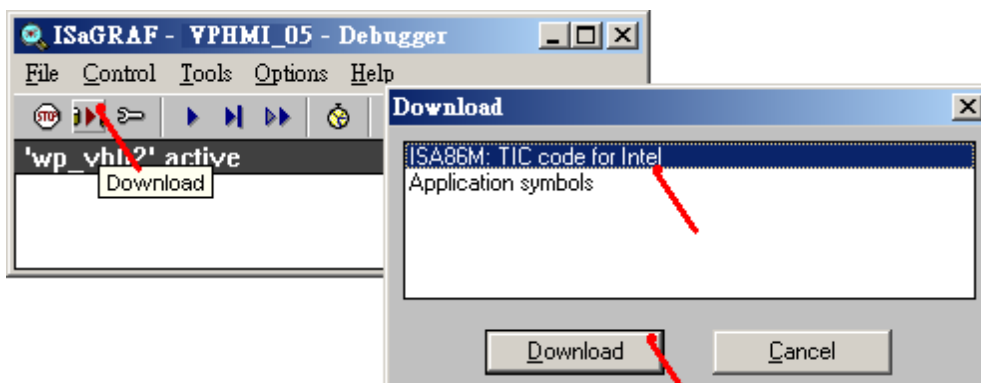 ISaGRAF - VPHMI_05 - Debugger
File Control Tools Options Help
STOP
Download
'wp_vhli2' active
Download
ISA86M: TIC code for Intel
Application symbols
Download Cancel